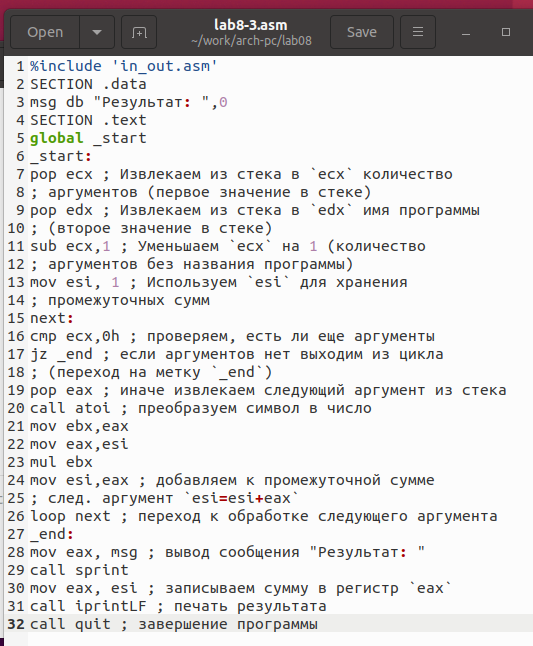 Open
lab8-3.asm
~/work/arch-pc/lab08
Save
1 %include 'in_out.asm'
2 SECTION .data
3 msg db "Результат: ",0
4 SECTION .text
5 global _start
6 _start:
7 pop ecx ; Извлекаем из стека в `ecx` количество
8 ; аргументов (первое значение в стеке)
9 pop edx ; Извлекаем из стека в `edx` имя программы
10 ; (второе значение в стеке)
11 sub ecx,1 ; Уменьшаем `ecx` на 1 (количество
12 ; аргументов без названия программы)
13 mov esi, 1 ; Используем `esi` для хранения
14 ; промежуточных сумм
15 next:
16 cmp ecx,0h ; проверяем, есть ли еще аргументы
17 jz _end ; если аргументов нет выходим из цикла
18 ; (переход на метку `_end`)
19 pop eax ; иначе извлекаем следующий аргумент из стека
20 call atoi ; преобразуем символ в число
21 mov ebx,eax
22 mov eax,esi
23 mul ebx
24 mov esi,eax ; добавляем к промежуточной сумме
25 ; след. аргумент `esi=esi+eax`
26 loop next ; переход к обработке следующего аргумента
27 _end:
28 mov eax, msg ; вывод сообщения "Результат: "
29 call sprint
30 mov eax, esi ; записываем сумму в регистр `eax`
31 call iprintLF ; печать результата
32 call quit ; завершение программы